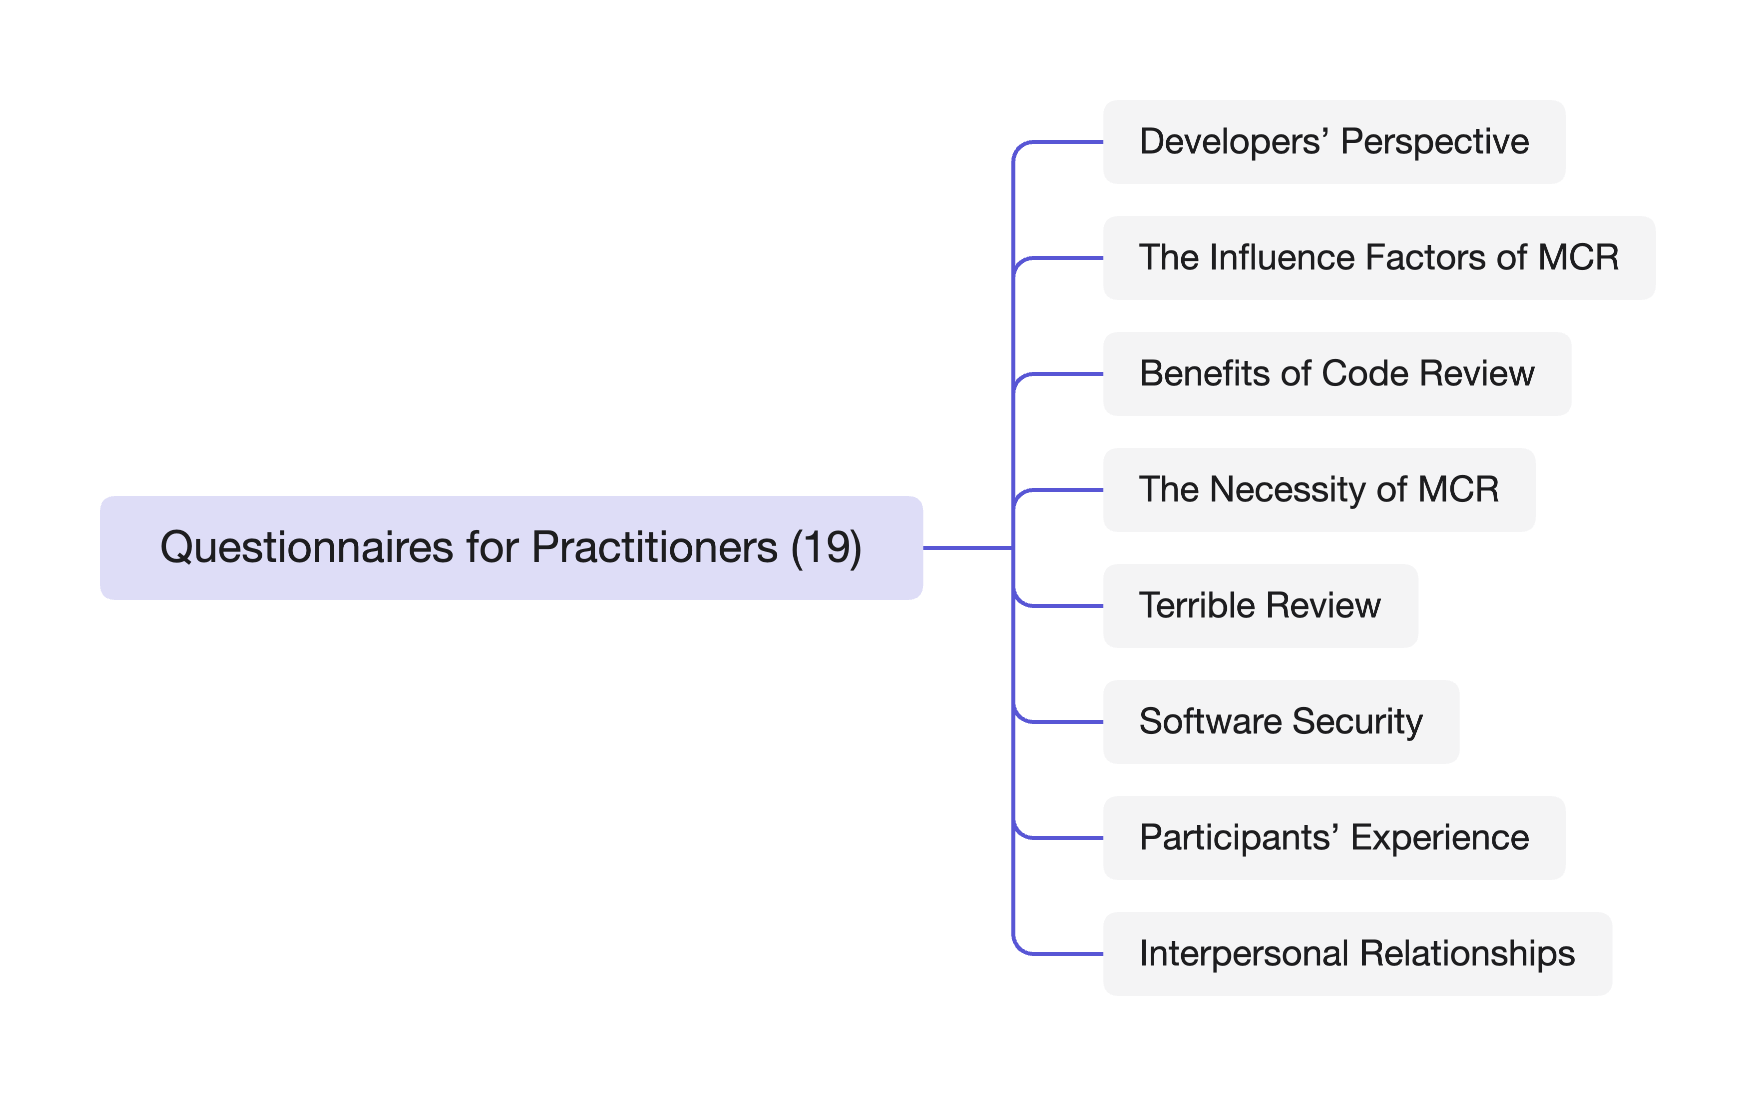 Developers’ Perspective
The Influence Factors of MCR
Benefits of Code Review
The Necessity of MCR
Questionnaires for Practitioners (19)
Terrible Review
Software Security
Participants’ Experience
Interpersonal Relationships